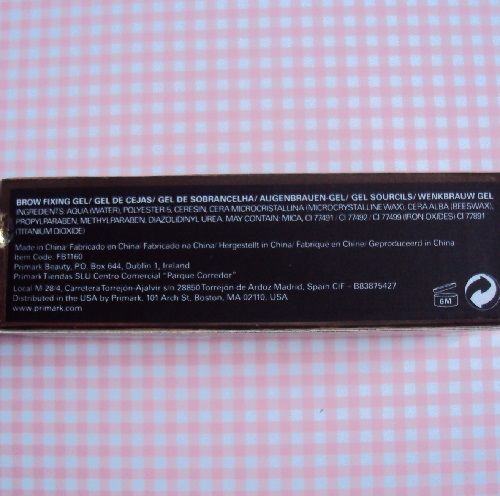 BROW FIXING GEL/ GEL DE CEJAS/ GEL DE SOBRANCELHA/ AUGENBRAUEN-GEL/ GEL SOURCILS/ WENKBRAUW GEL
INGREDIENTS: AQUA (WATER), POLYESTER-5, CERESIN, CERA MICROCRISTALLINA (MICROCRYSTALLINE WAX), CERA ALBA (BEESWAX),
PROPYLPARABEN, METHYLPARABEN, DIAZOLIDINYL UREA. MAY CONTAIN: MICA, CI 77491 / CI 77492 / CI 77499 (IRON OXIDES) CI 77891
(TITANIUM DIOXIDE)
Made in China/ Fabricado en China/ Fabricado na China/ Hergestellt in China/ Fabrique en Chine/ Geproduceerd in China
Item Code: FB1160
Primark Beauty, P.O. Box 644, Dublin 1, Ireland
Primark Tiendas SLU Centro Comercial "Parque Corredor"
Local M-28/4, Carretera Torrejón-Ajalvir s/n 28850 Torrejón de Ardoz Madrid, Spain CIF - B83875427
Distributed in the USA by Primark, 101 Arch St. Boston, MA 02110, USA
www.primark.com
6M